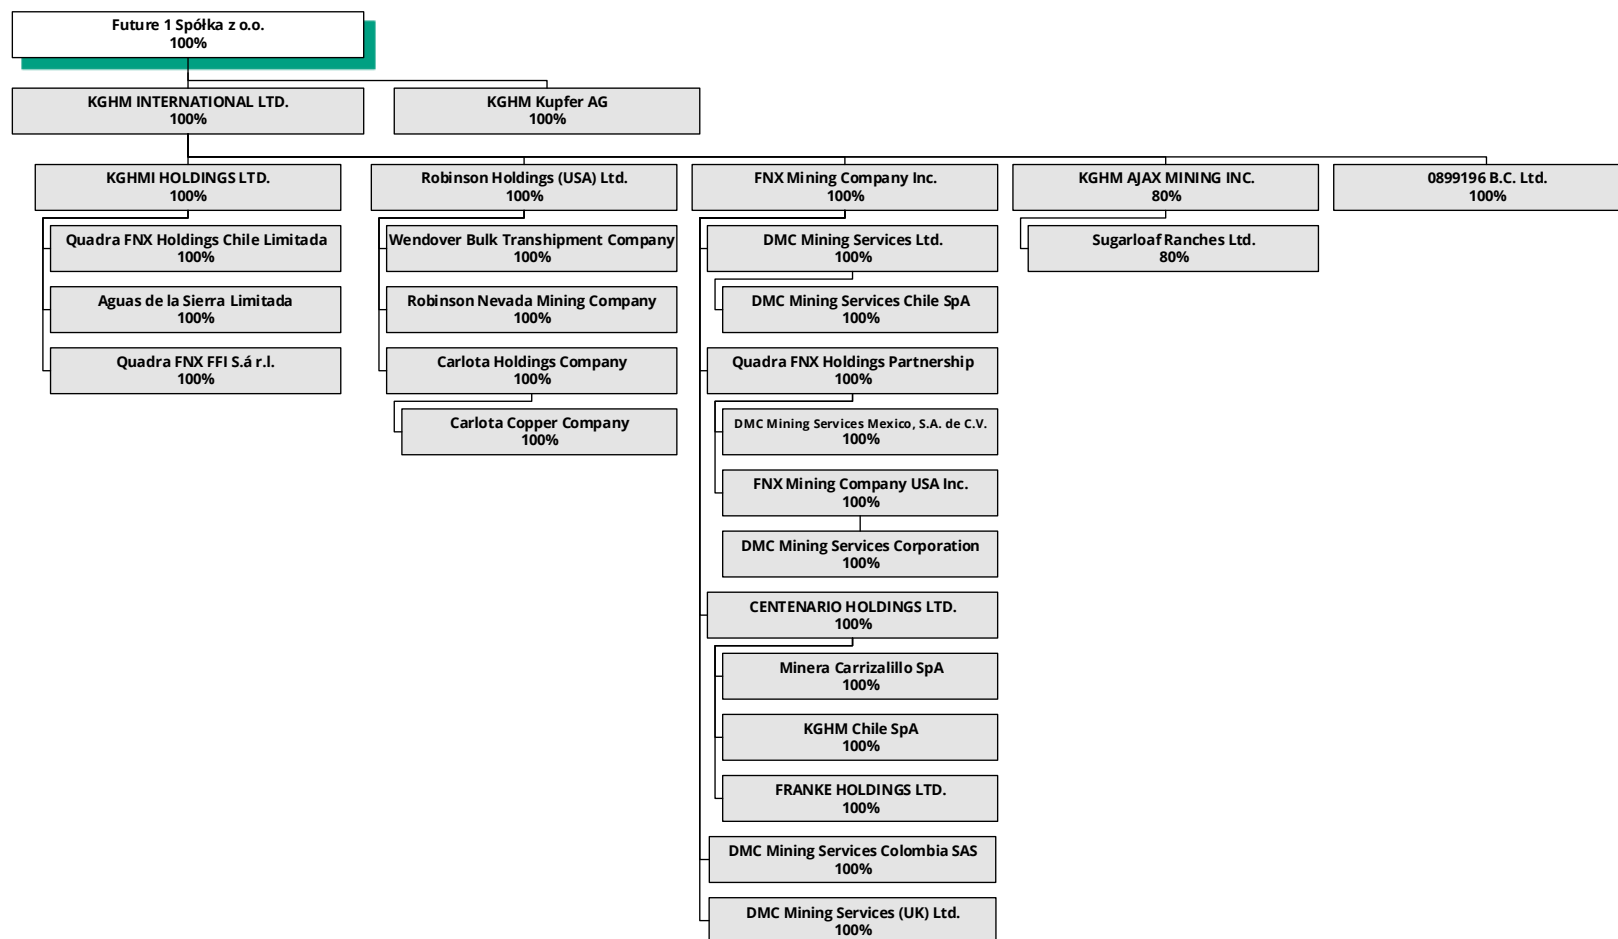 Future 1 Spółka z o.o.
100%
KGHM INTERNATIONAL LTD.
100%
KGHM Kupfer AG
100%
KGHMI HOLDINGS LTD.
100%
Robinson Holdings (USA) Ltd.
100%
FNX Mining Company Inc.
100%
KGHM AJAX MINING INC.
80%
0899196 B.C. Ltd.
100%
Quadra FNX Holdings Chile Limitada
100%
Aguas de la Sierra Limitada
100%
Quadra FNX FFI S.á r.l.
100%
Wendover Bulk Transhipment Company
100%
Robinson Nevada Mining Company
100%
Carlota Holdings Company
100%
Carlota Copper Company
100%
DMC Mining Services Ltd.
100%
DMC Mining Services Chile SpA
100%
Quadra FNX Holdings Partnership
100%
DMC Mining Services Mexico, S.A. de C.V.
100%
FNX Mining Company USA Inc.
100%
DMC Mining Services Corporation
100%
CENTENARIO HOLDINGS LTD.
100%
Minera Carrizalillo SpA
100%
KGHM Chile SpA
100%
FRANKE HOLDINGS LTD.
100%
DMC Mining Services Colombia SAS
100%
DMC Mining Services (UK) Ltd.
100%
Sugarloaf Ranches Ltd.
80%